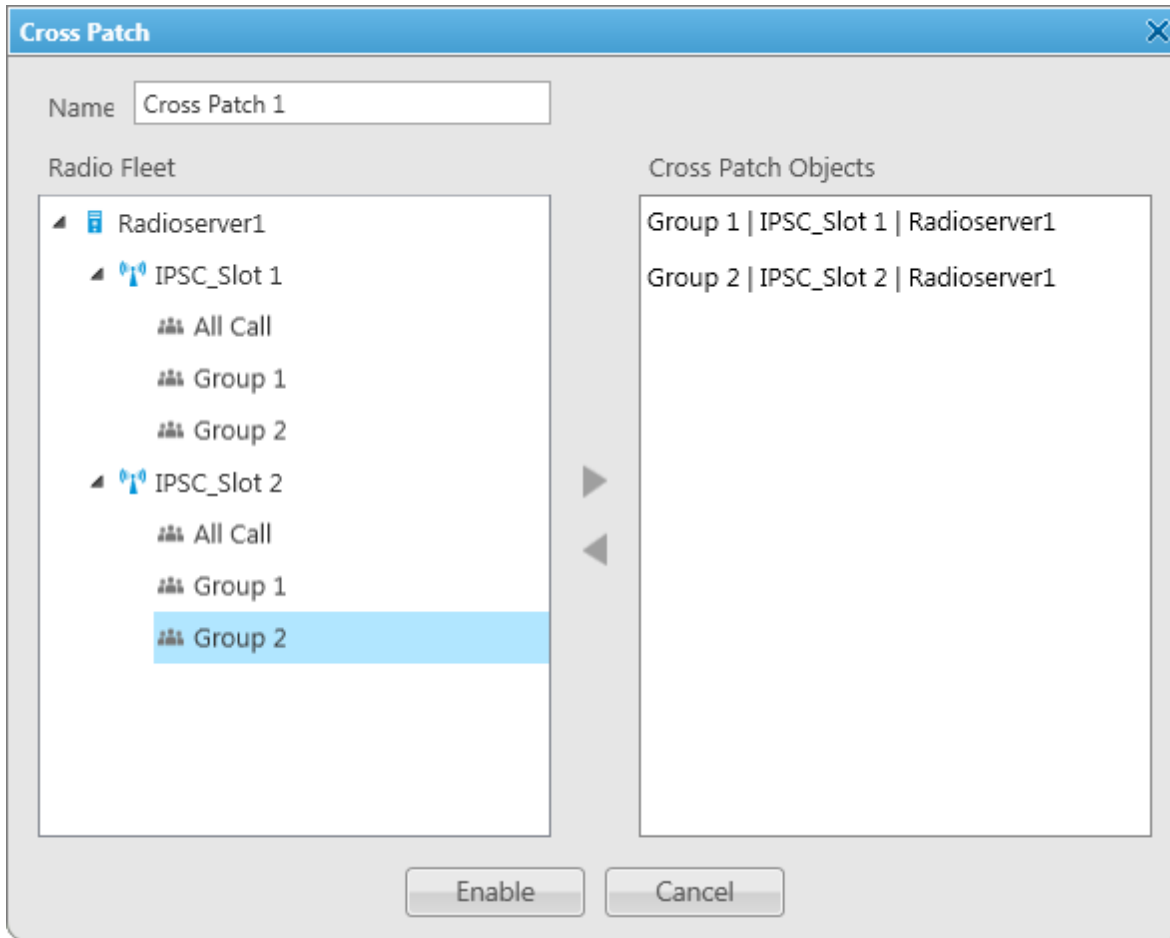 Cross Patch
Name Cross Patch 1
Radio Fleet
Radioserver1
IPSC_Slot 1
All Call
Group 1
Group 2
IPSC_Slot 2
All Call
Group 1
Group 2
Cross Patch Objects
Group 1 | IPSC_Slot 1 | Radioserver1
Group 2 | IPSC_Slot 2 | Radioserver1
Enable
Cancel